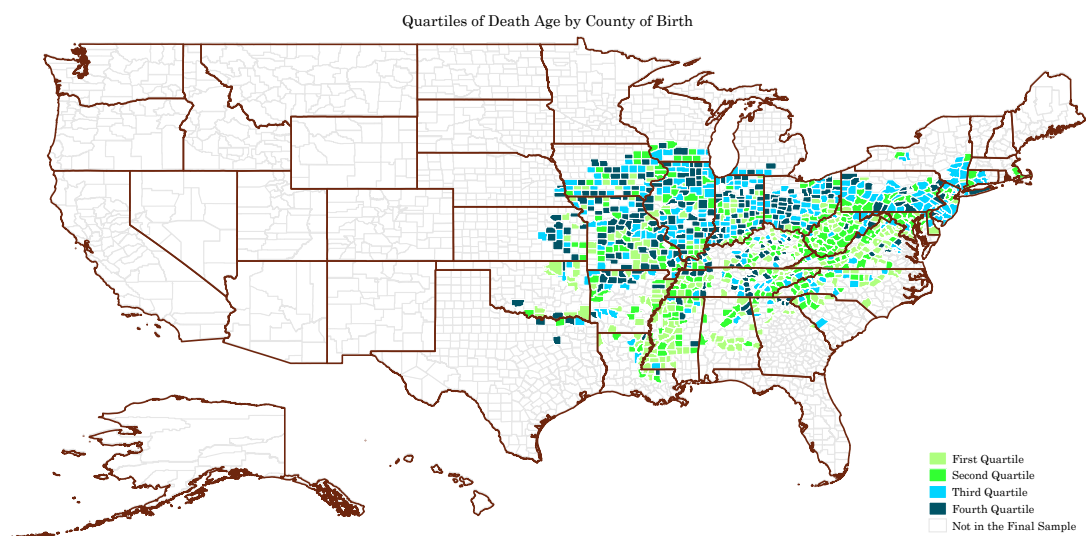 Quartiles of Death Age by County of Birth
First Quartile
Second Quartile
Third Quartile
Fourth Quartile
Not in the Final Sample